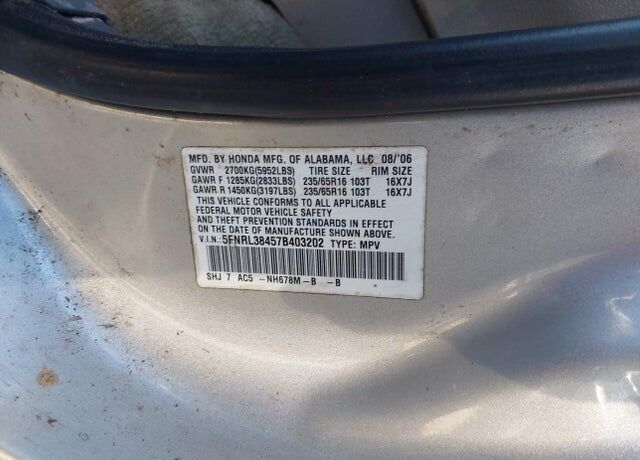 MFD. BY HONDA MFG. OF ALABAMA, LLC 08/'06
GVWR 2700KG(5952LBS) TIRE SIZE RIM SIZE
GAWR F 1285KG(2833LBS) 235/65R16 103T 16X7J
GAWR R 1450KG(3197LBS) 235/65R16 103T 16X7J
THIS VEHICLE CONFORMS TO ALL APPLICABLE
FEDERAL MOTOR VEHICLE SAFETY
AND THEFT PREVENTION STANDARDS IN EFFECT
ON THE DATE OF MANUFACTURE SHOWN ABOVE.
V.I.N.:5FNRL38457B403202 TYPE: MPV
SHJ 7 AC5 -NH678M-B -B